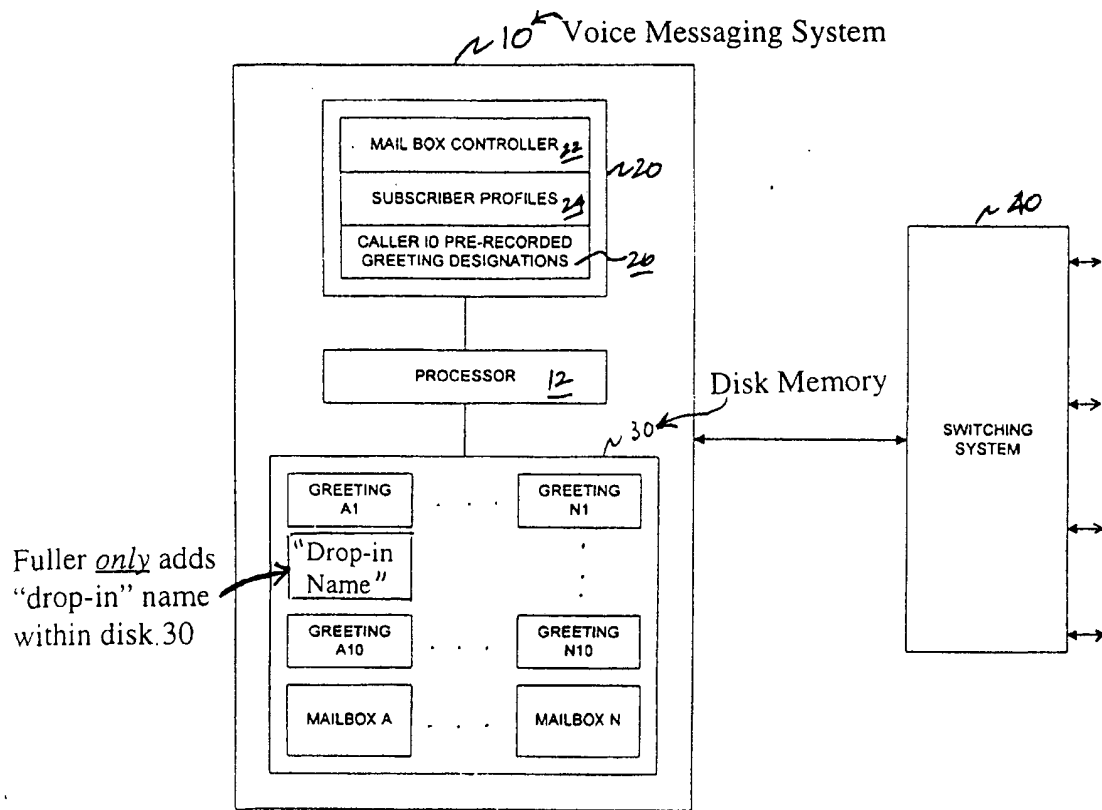 10 Voice Messaging System
MAIL BOX CONTROLLER 22
20
SUBSCRIBER PROFILES 24
CALLER ID PRE-RECORDED
GREETING DESIGNATIONS 26
40
PROCESSOR 12
Disk Memory
30
SWITCHING
SYSTEM
GREETING
A1
. . .
GREETING
N1
Fuller only adds
"drop-in" name
within disk.30
"Drop-in
Name"
GREETING
A10
. . .
GREETING
N10
MAILBOX A
. . .
MAILBOX N